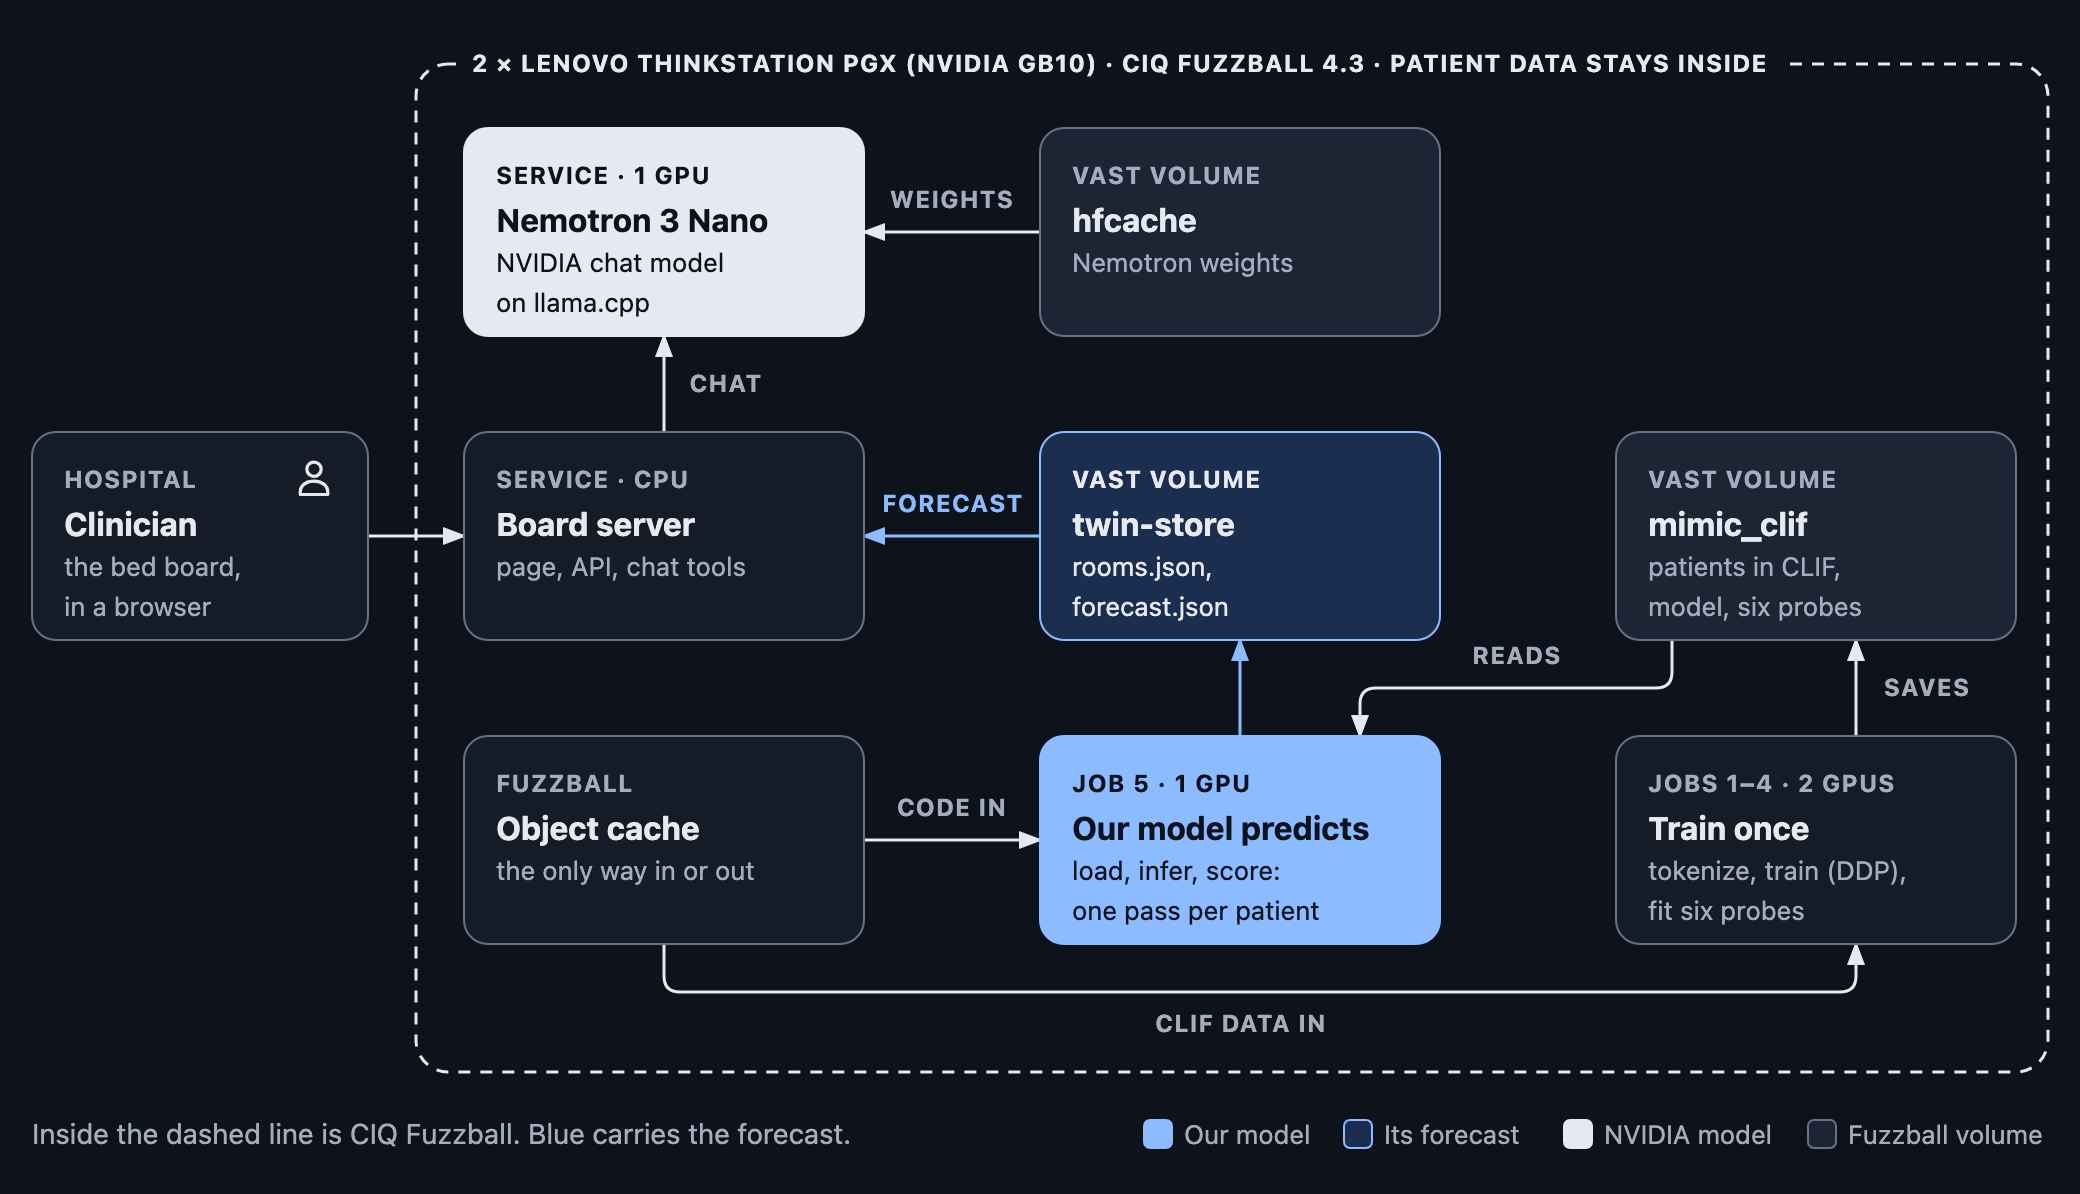 2 × LENOVO THINKSTATION PGX (NVIDIA GB10) · CIQ FUZZBALL 4.3 · PATIENT DATA STAYS INSIDE
SERVICE · 1 GPU
Nemotron 3 Nano
NVIDIA chat model
on llama.cpp
WEIGHTS
VAST VOLUME
hfcache
Nemotron weights
CHAT
HOSPITAL
Clinician
the bed board,
in a browser
SERVICE · CPU
Board server
page, API, chat tools
FORECAST
VAST VOLUME
twin-store
rooms.json,
forecast.json
VAST VOLUME
mimic_clif
patients in CLIF,
model, six probes
READS
SAVES
FUZZBALL
Object cache
the only way in or out
CODE IN
JOB 5 · 1 GPU
Our model predicts
load, infer, score:
one pass per patient
JOBS 1–4 · 2 GPUS
Train once
tokenize, train (DDP),
fit six probes
CLIF DATA IN
Inside the dashed line is CIQ Fuzzball. Blue carries the forecast.
Our model
Its forecast
NVIDIA model
Fuzzball volume